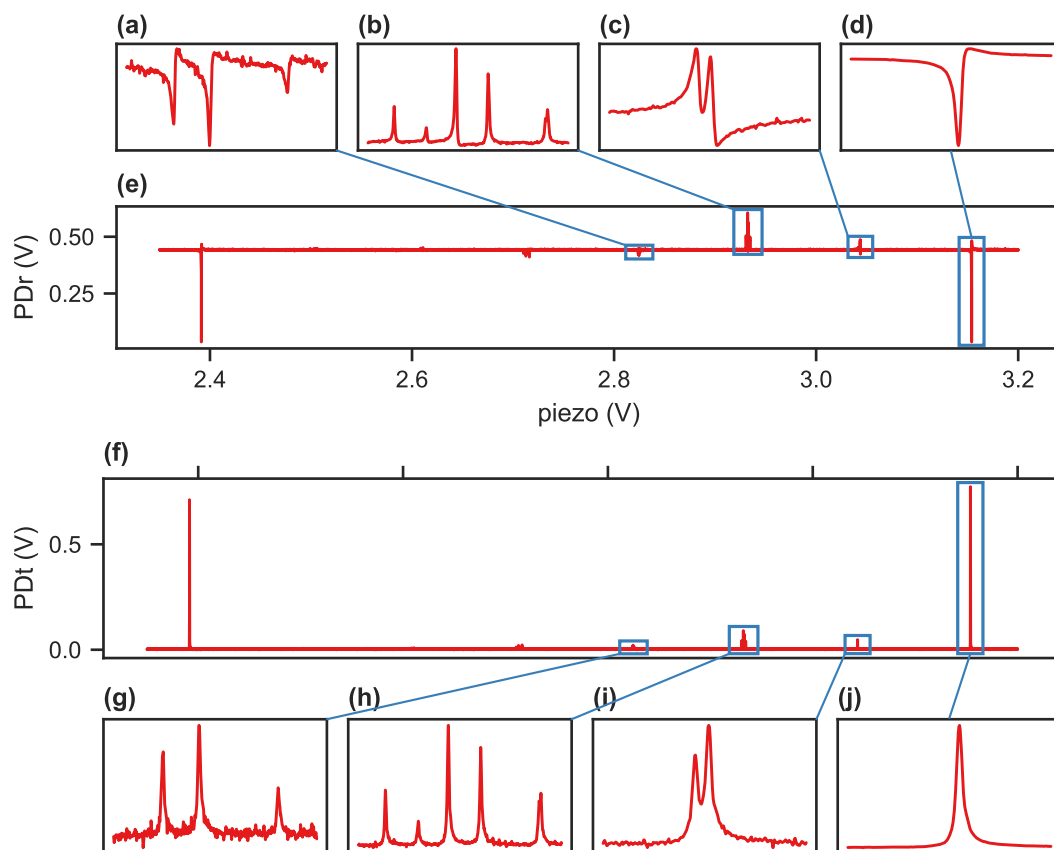 (a) (b) (c) (d)
(e)
0.50
0.25
PDr (V)
2.4 2.6 2.8 3.0 3.2
piezo (V)
(f)
0.5
0.0
PDt (V)
(g) (h) (i) (j)